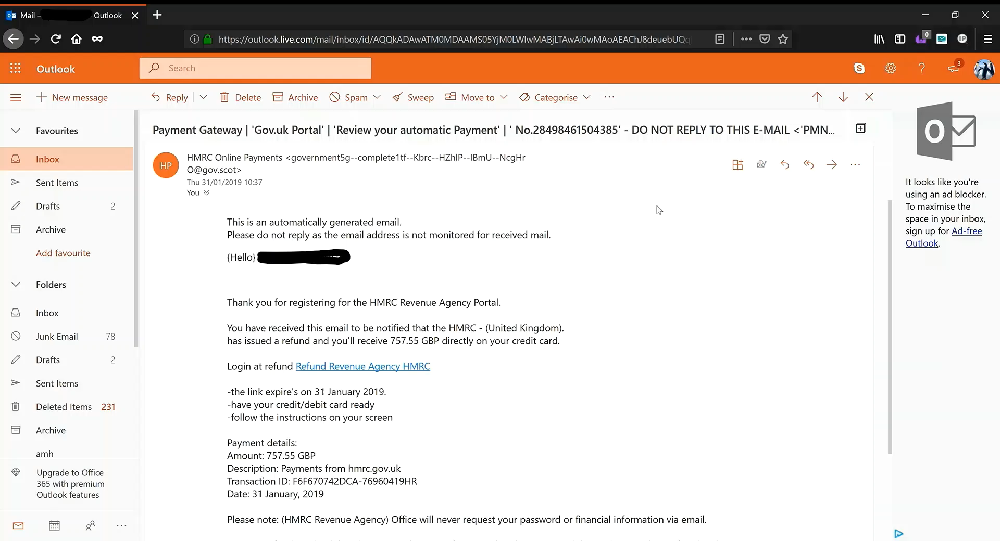 Mail –
Outlook
https://outlook.live.com/mail/inbox/id/AQQkADAwATM0MDAAMS05YjM0LWIwMABjLTAwAi0wMAoAEAChJ8deuebUQq
0
Outlook
Search
3
New message
Reply
Delete
Archive
Spam
Sweep
Move to
Categorise
Favourites
Inbox
Sent Items
Drafts 2
Archive
Add favourite
Folders
Inbox
Junk Email 78
Drafts 2
Sent Items
Deleted Items 231
Archive
amh
Upgrade to Office
365 with premium
Outlook features
Payment Gateway | 'Gov.uk Portal' | 'Review your automatic Payment' | ' No.28498461504385' - DO NOT REPLY TO THIS E-MAIL <'PMN...
HP
HMRC Online Payments <government5g--complete1tf--Kbrc--HZhlP--IBmU--NcgHr
O@gov.scot>
Thu 31/01/2019 10:37
You
This is an automatically generated email.
Please do not reply as the email address is not monitored for received mail.
{Hello}
Thank you for registering for the HMRC Revenue Agency Portal.
You have received this email to be notified that the HMRC - (United Kingdom).
has issued a refund and you'll receive 757.55 GBP directly on your credit card.
Login at refund Refund Revenue Agency HMRC
-the link expire's on 31 January 2019.
-have your credit/debit card ready
-follow the instructions on your screen
Payment details:
Amount: 757.55 GBP
Description: Payments from hmrc.gov.uk
Transaction ID: F6F670742DCA-76960419HR
Date: 31 January, 2019
Please note: (HMRC Revenue Agency) Office will never request your password or financial information via email.
It looks like you're
using an ad blocker.
To maximise the
space in your inbox,
sign up for Ad-free
Outlook.